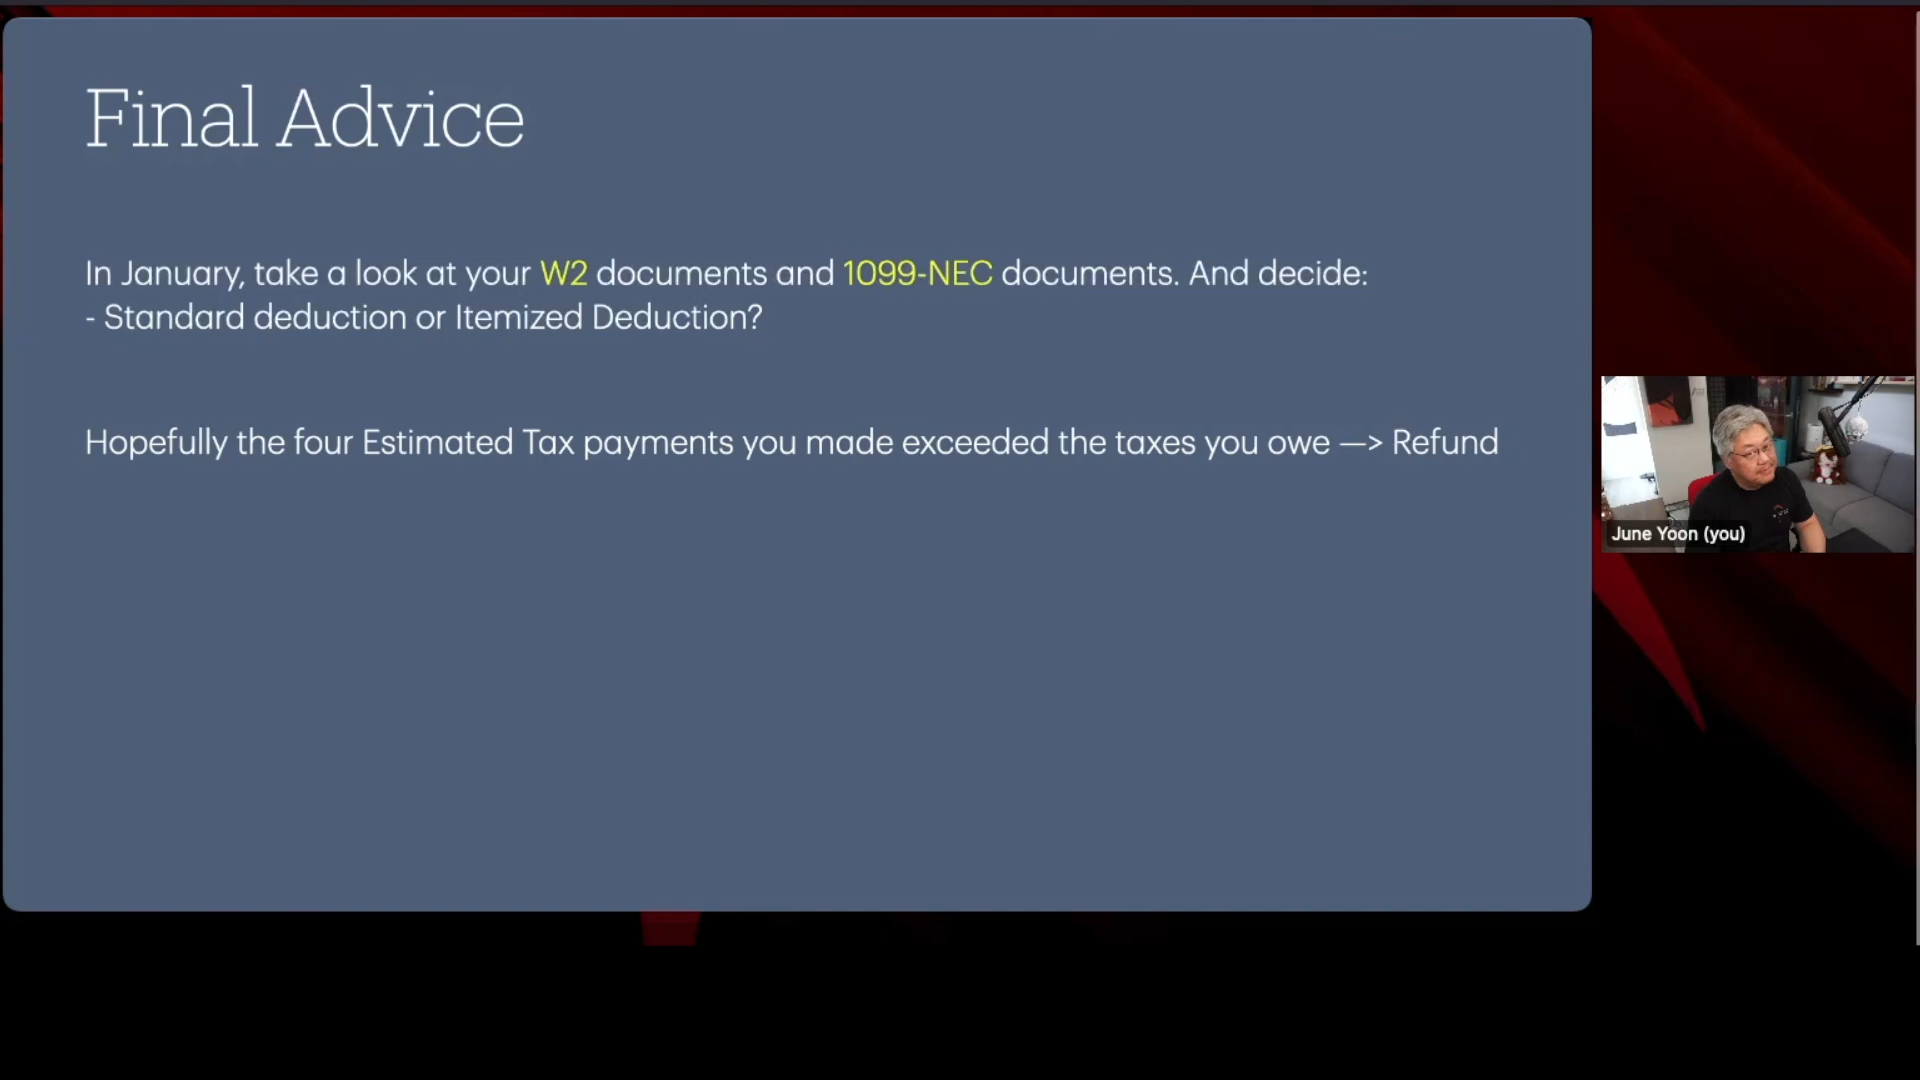 Final Advice
In January, take a look at your W2 documents and 1099-NEC documents. And decide:
- Standard deduction or Itemized Deduction?
Hopefully the four Estimated Tax payments you made exceeded the taxes you owe —> Refund
June Yoon (you)